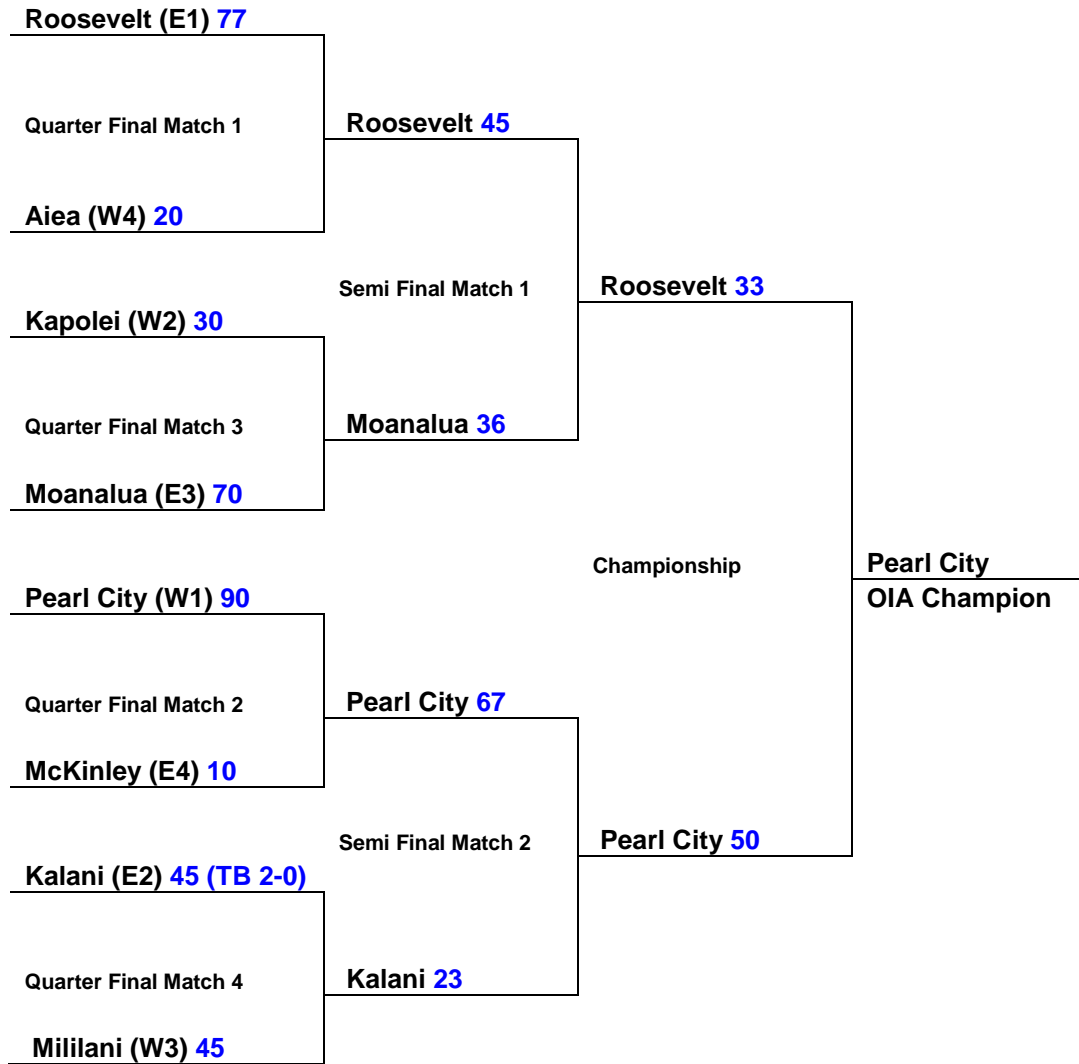 Roosevelt (E1) 77
Quarter Final Match 1
Roosevelt 45
Aiea (W4) 20
Semi Final Match 1
Roosevelt 33
Kapolei (W2) 30
Quarter Final Match 3
Moanalua 36
Moanalua (E3) 70
Championship
Pearl City
OIA Champion
Pearl City (W1) 90
Quarter Final Match 2
Pearl City 67
McKinley (E4) 10
Semi Final Match 2
Pearl City 50
Kalani (E2) 45 (TB 2-0)
Quarter Final Match 4
Kalani 23
Mililani (W3) 45